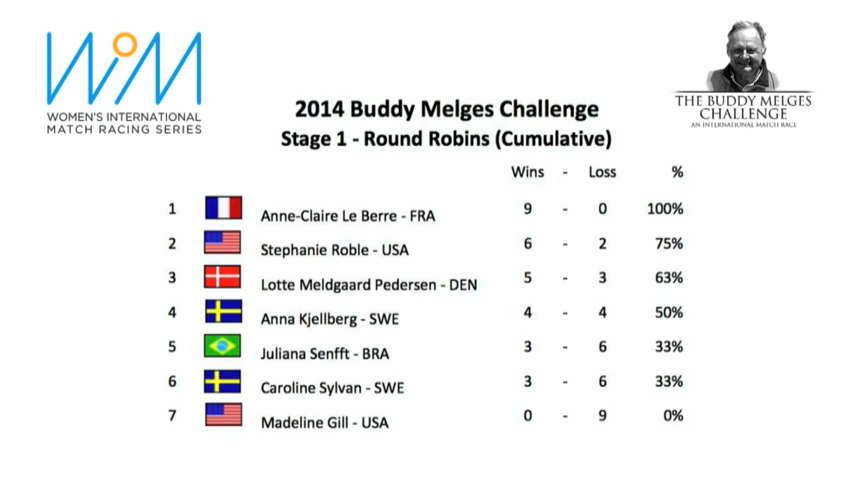 WiM
WOMEN'S INTERNATIONAL
MATCH RACING SERIES
THE BUDDY MELGES
CHALLENGE
AN INTERNATIONAL MATCH RACE
2014 Buddy Melges Challenge
Stage 1 - Round Robins (Cumulative)
Wins - Loss %
1 Anne-Claire Le Berre - FRA 9 - 0 100%
2 Stephanie Roble - USA 6 - 2 75%
3 Lotte Meldgaard Pedersen - DEN 5 - 3 63%
4 Anna Kjellberg - SWE 4 - 4 50%
5 Juliana Senfft - BRA 3 - 6 33%
6 Caroline Sylvan - SWE 3 - 6 33%
7 Madeline Gill - USA 0 - 9 0%